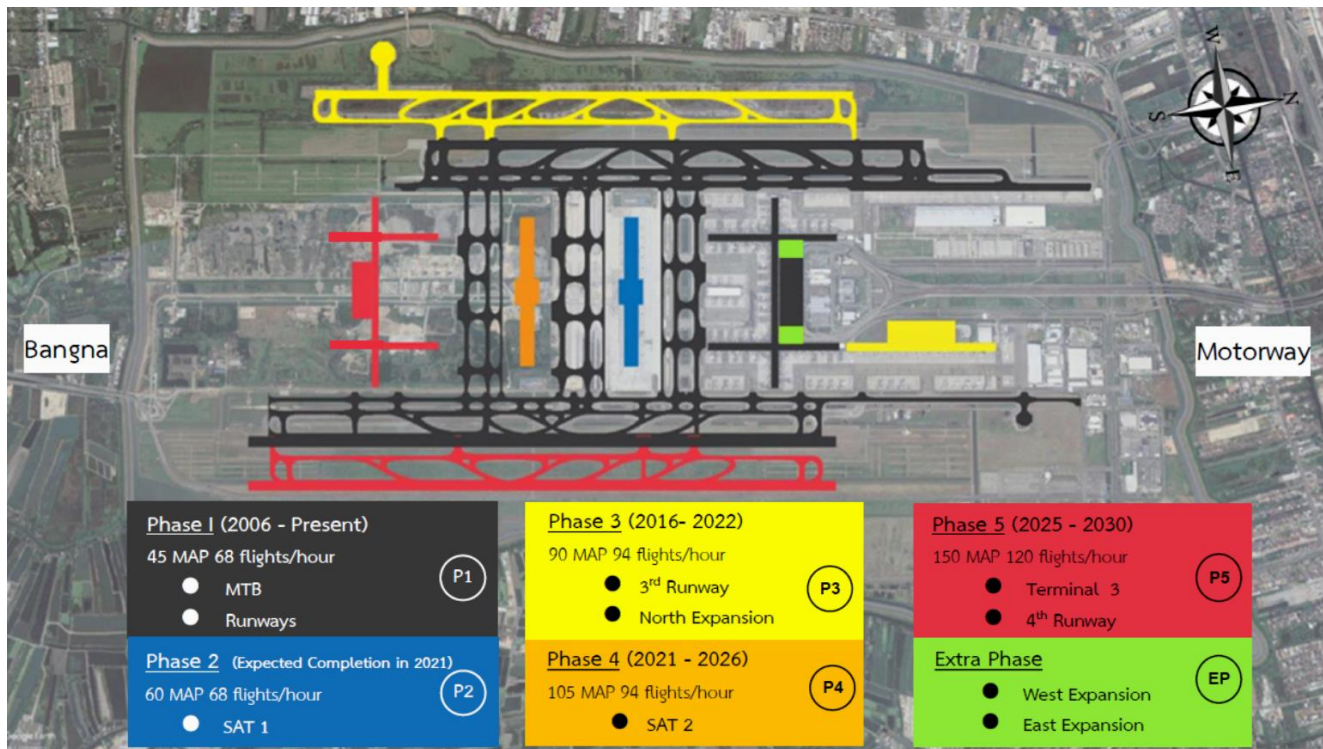 W
N
S
E
Bangna
Motorway
Phase I (2006 - Present)
45 MAP 68 flights/hour
MTB
Runways
P1
Phase 2 (Expected Completion in 2021)
60 MAP 68 flights/hour
SAT 1
P2
Phase 3 (2016- 2022)
90 MAP 94 flights/hour
3rd Runway
North Expansion
P3
Phase 4 (2021 - 2026)
105 MAP 94 flights/hour
SAT 2
P4
Phase 5 (2025 - 2030)
150 MAP 120 flights/hour
Terminal 3
4th Runway
P5
Extra Phase
West Expansion
East Expansion
EP
Google Earth